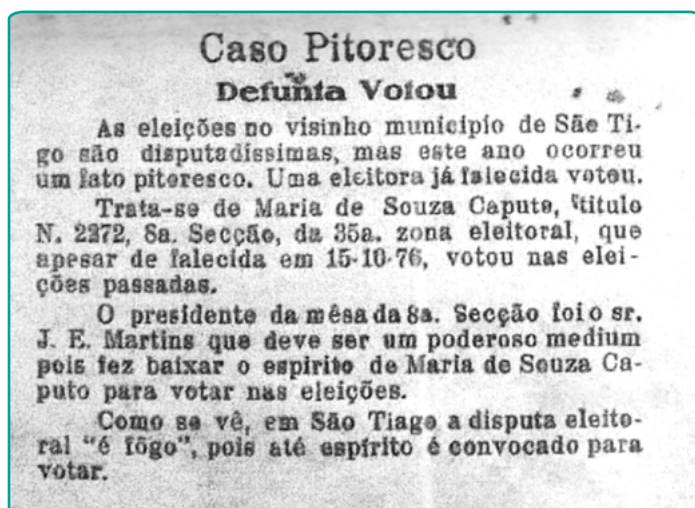 Caso Pitoresco
Defunta Votou
As eleições no visinho municipio de São Ti-
go são disputadíssimas, mas este ano ocorreu
um fato pitoresco. Uma eleitora já falecida votou.
Trata-se de Maria de Souza Caputo, titulo
N. 2272, 8a. Secção, da 35a. zona eleitoral, que
apesar de falecida em 15-10-76, votou nas elei-
ções passadas.
O presidente da mêsa da 8a. Secção foi o sr.
J. E. Martins que deve ser um poderoso medium
pois fez baixar o espirito de Maria de Souza Ca-
puto para votar nas eleições.
Como se vê, em São Tiago a disputa eleito-
ral "é fôgo", pois até espírito é convocado para
votar.